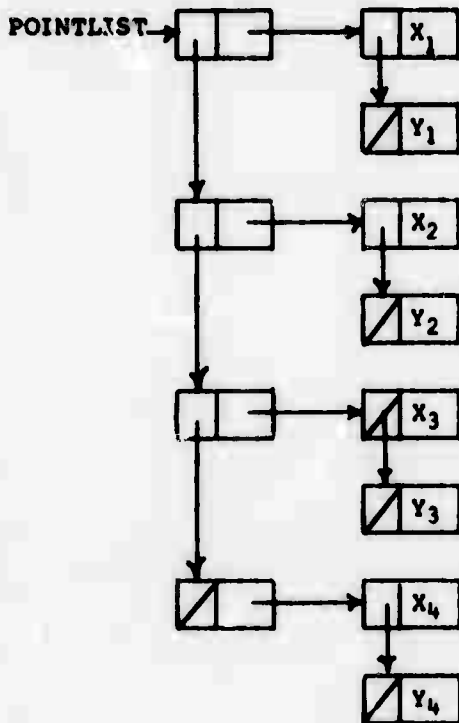 POINTLIST X₁
Y₁
X₂
Y₂
X₃
Y₃
X₄
Y₄